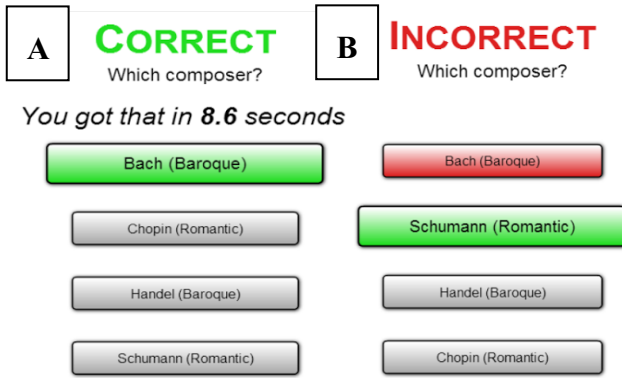 A
CORRECT
Which composer?
You got that in 8.6 seconds
Bach (Baroque)
Chopin (Romantic)
Handel (Baroque)
Schumann (Romantic)
B
INCORRECT
Which composer?
Bach (Baroque)
Schumann (Romantic)
Handel (Baroque)
Chopin (Romantic)